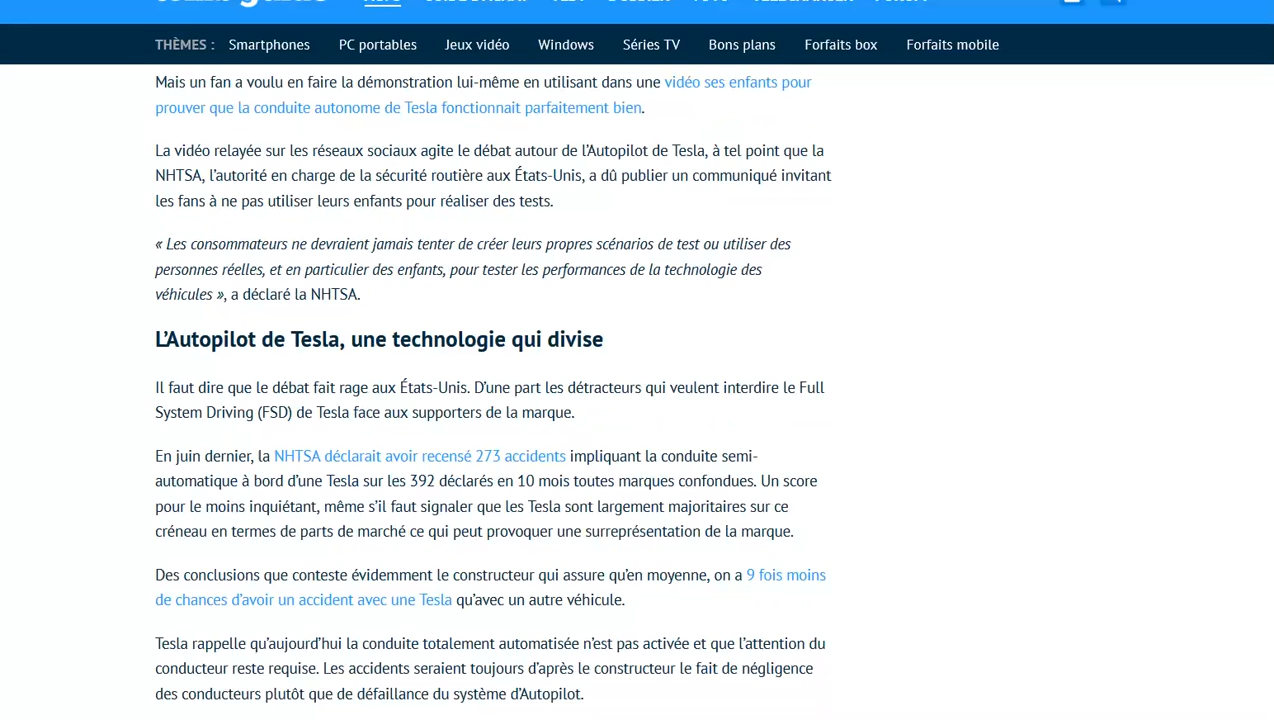 THÈMES : Smartphones PC portables Jeux vidéo Windows Séries TV Bons plans Forfaits box Forfaits mobile
Mais un fan a voulu en faire la démonstration lui-même en utilisant dans une vidéo ses enfants pour
prouver que la conduite autonome de Tesla fonctionnait parfaitement bien.
La vidéo relayée sur les réseaux sociaux agite le débat autour de l’Autopilot de Tesla, à tel point que la
NHTSA, l’autorité en charge de la sécurité routière aux États-Unis, a dû publier un communiqué invitant
les fans à ne pas utiliser leurs enfants pour réaliser des tests.
« Les consommateurs ne devraient jamais tenter de créer leurs propres scénarios de test ou utiliser des
personnes réelles, et en particulier des enfants, pour tester les performances de la technologie des
véhicules », a déclaré la NHTSA.
L’Autopilot de Tesla, une technologie qui divise
Il faut dire que le débat fait rage aux États-Unis. D’une part les détracteurs qui veulent interdire le Full
System Driving (FSD) de Tesla face aux supporters de la marque.
En juin dernier, la NHTSA déclarait avoir recensé 273 accidents impliquant la conduite semi-
automatique à bord d’une Tesla sur les 392 déclarés en 10 mois toutes marques confondues. Un score
pour le moins inquiétant, même s’il faut signaler que les Tesla sont largement majoritaires sur ce
créneau en termes de parts de marché ce qui peut provoquer une surreprésentation de la marque.
Des conclusions que conteste évidemment le constructeur qui assure qu’en moyenne, on a 9 fois moins
de chances d’avoir un accident avec une Tesla qu’avec un autre véhicule.
Tesla rappelle qu’aujourd’hui la conduite totalement automatisée n’est pas activée et que l’attention du
conducteur reste requise. Les accidents seraient toujours d’après le constructeur le fait de négligence
des conducteurs plutôt que de défaillance du système d’Autopilot.